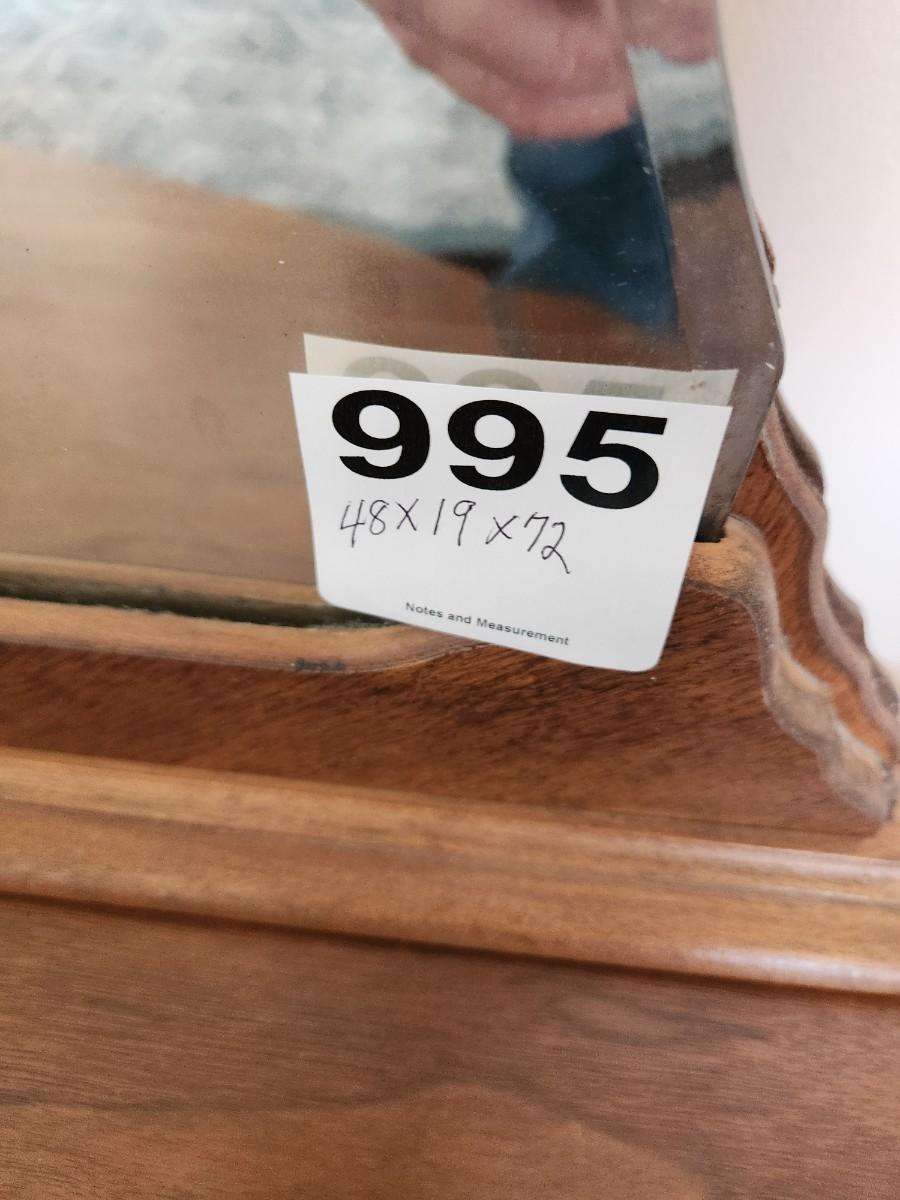 995
48x19x72
Notes and Measurement